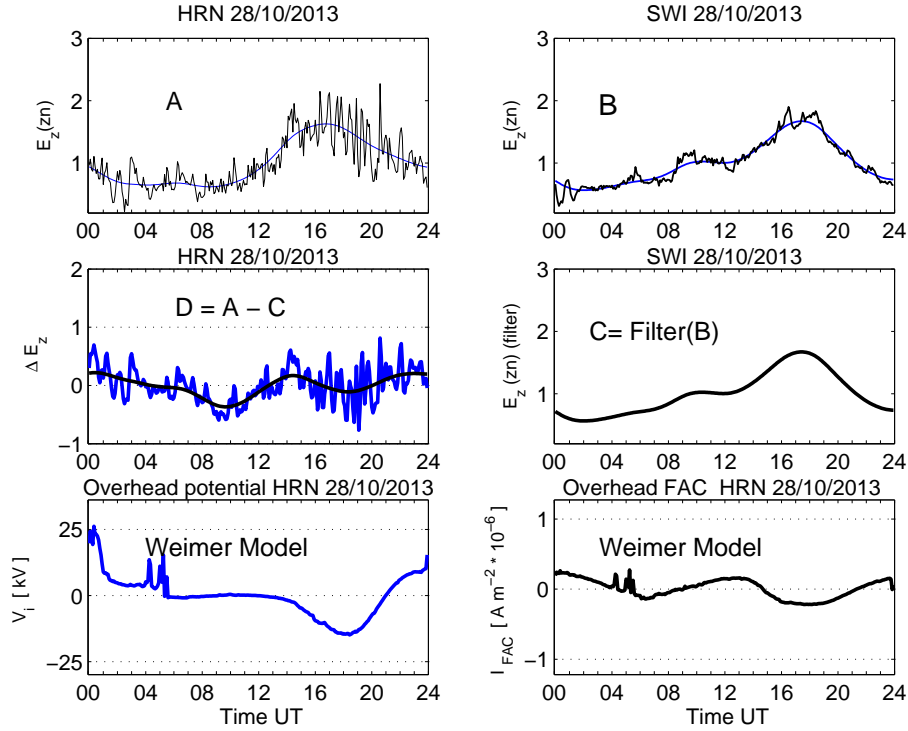 HRN 28/10/2013
E_z(zn)
3
2
1
A
00 04 08 12 16 20 24
SWI 28/10/2013
E_z(zn)
3
2
1
B
00 04 08 12 16 20 24
HRN 28/10/2013
Δ E_z
2
1
0
−1
D = A − C
00 04 08 12 16 20 24
SWI 28/10/2013
E_z (zn) (filter)
3
2
1
C= Filter(B)
00 04 08 12 16 20 24
Overhead potential HRN 28/10/2013
V_i [ kV ]
25
0
−25
Weimer Model
00 04 08 12 16 20 24
Time UT
Overhead FAC HRN 28/10/2013
I_FAC [ A m^-2 * 10^-6 ]
1
0
−1
Weimer Model
00 04 08 12 16 20 24
Time UT